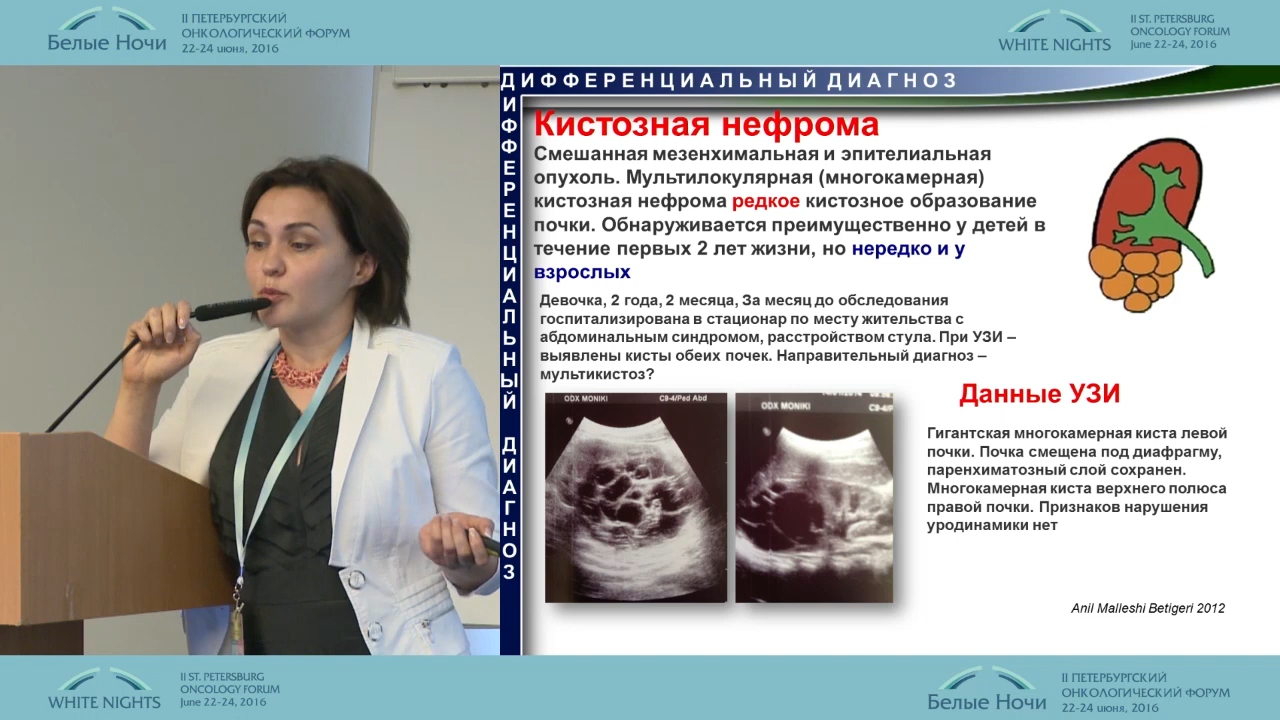 Белые Ночи
II ПЕТЕРБУРГСКИЙ
ОНКОЛОГИЧЕСКИЙ ФОРУМ
22-24 июня, 2016
WHITE NIGHTS
II ST. PETERSBURG
ONCOLOGY FORUM
June 22-24, 2016
ДИФФЕРЕНЦИАЛЬНЫЙ ДИАГНОЗ
ДИФФЕРЕНЦИАЛЬНЫЙ ДИАГНОЗ
Кистозная нефрома
Смешанная мезенхимальная и эпителиальная
опухоль. Мультилокулярная (многокамерная)
кистозная нефрома редкое кистозное образование
почки. Обнаруживается преимущественно у детей в
течение первых 2 лет жизни, но нередко и у
взрослых
Девочка, 2 года, 2 месяца, За месяц до обследования
госпитализирована в стационар по месту жительства с
абдоминальным синдромом, расстройством стула. При УЗИ –
выявлены кисты обеих почек. Направительный диагноз –
мультикистоз?
ODX MONIKI C9-4/Ped Abd
ODX MONIKI
Данные УЗИ
Гигантская многокамерная киста левой
почки. Почка смещена под диафрагму,
паренхиматозный слой сохранен.
Многокамерная киста верхнего полюса
правой почки. Признаков нарушения
уродинамики нет
Anil Malleshi Betigeri 2012
WHITE NIGHTS
II ST. PETERSBURG
ONCOLOGY FORUM
June 22-24, 2016
Белые Ночи
II ПЕТЕРБУРГСКИЙ
ОНКОЛОГИЧЕСКИЙ ФОРУМ
22-24 июня, 2016